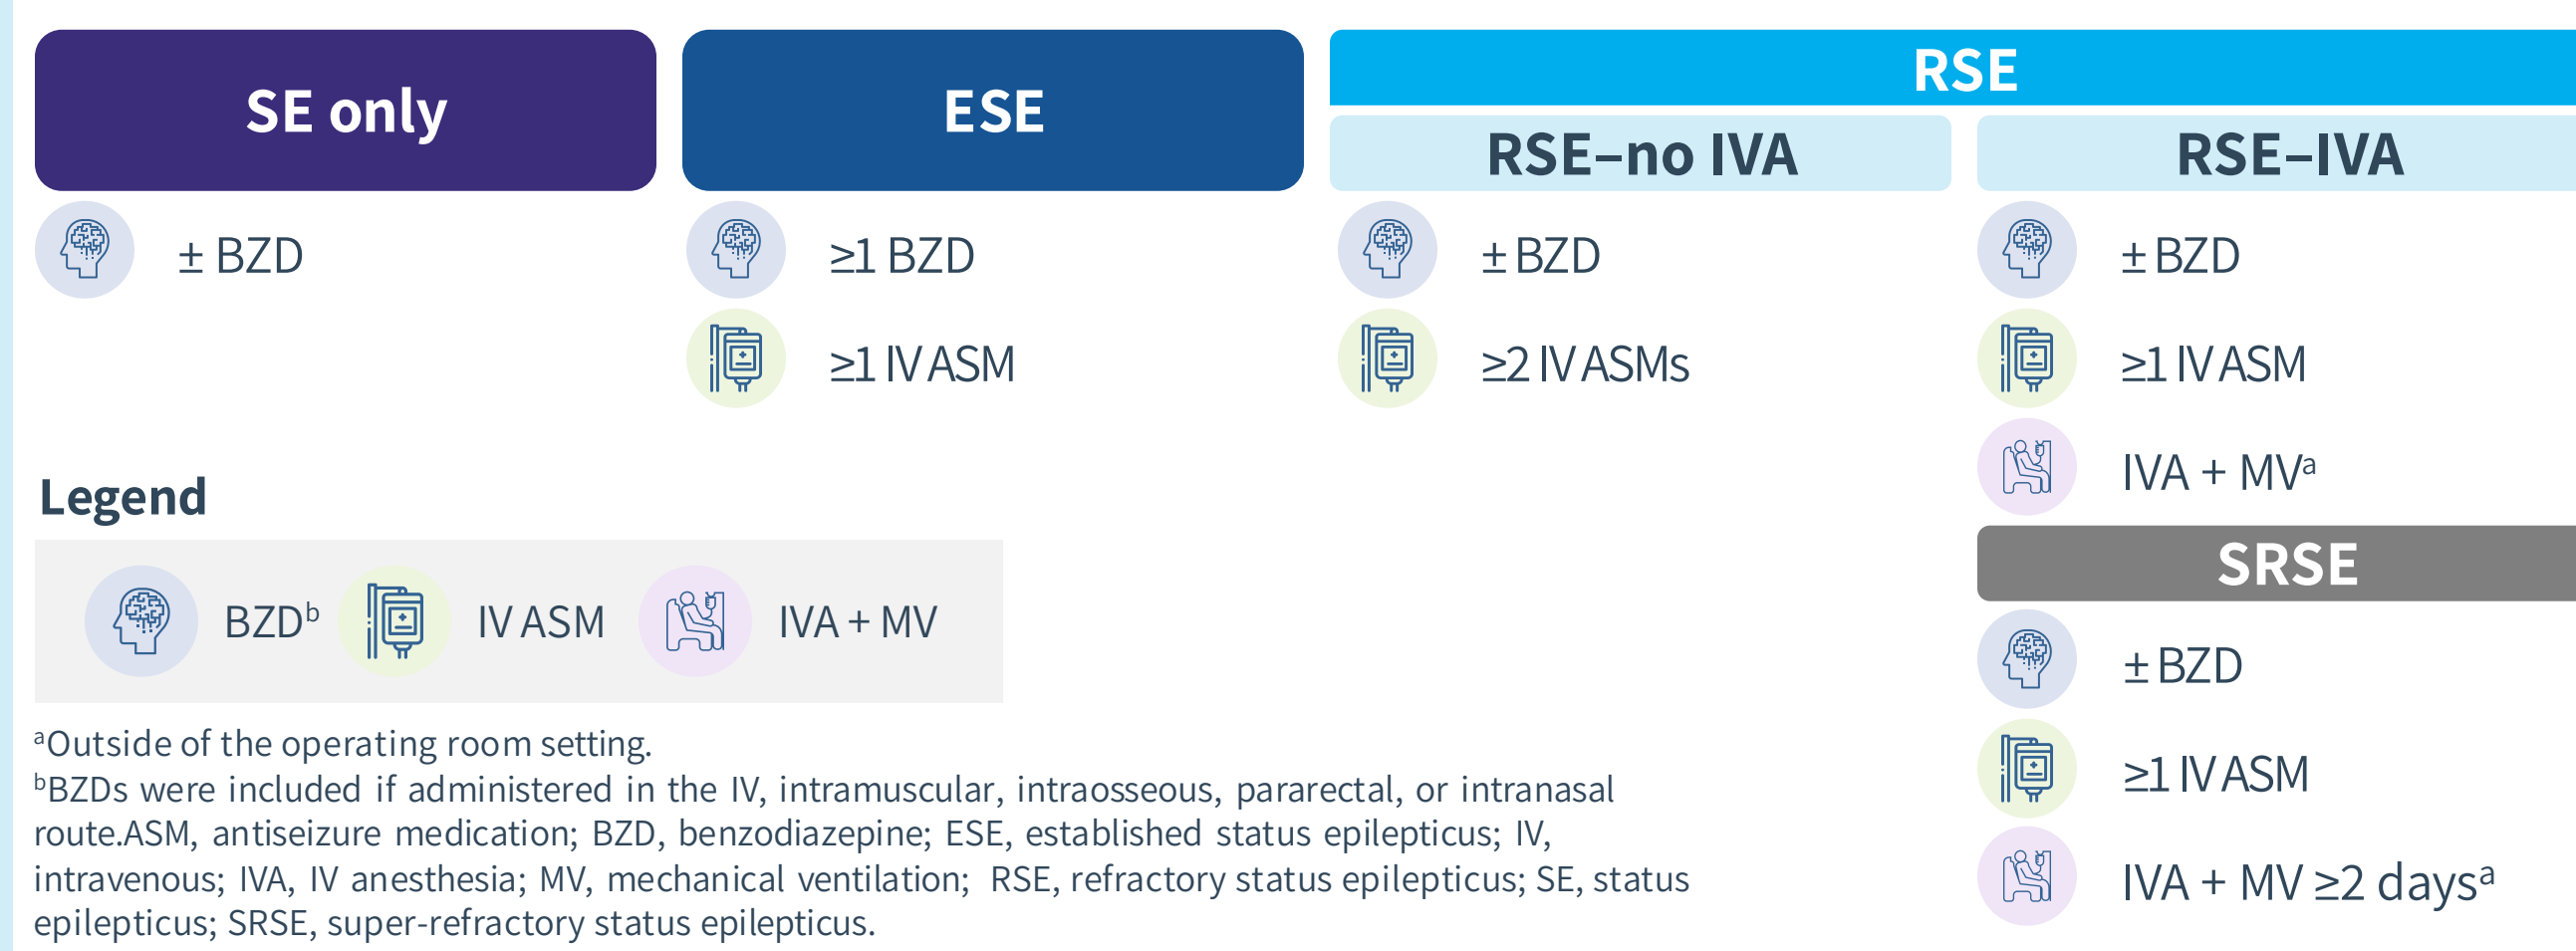 SE only
± BZD
ESE
≥1 BZD
≥1 IV ASM
RSE
RSE–no IVA
± BZD
≥2 IV ASMs
RSE–IVA
± BZD
≥1 IV ASM
IVA + MVᵃ
SRSE
± BZD
≥1 IV ASM
IVA + MV ≥2 daysᵃ
Legend
BZDᵇ IV ASM IVA + MV
ᵃOutside of the operating room setting.
ᵇBZDs were included if administered in the IV, intramuscular, intraosseous, pararectal, or intranasal
route.ASM, antiseizure medication; BZD, benzodiazepine; ESE, established status epilepticus; IV,
intravenous; IVA, IV anesthesia; MV, mechanical ventilation; RSE, refractory status epilepticus; SE, status
epilepticus; SRSE, super-refractory status epilepticus.